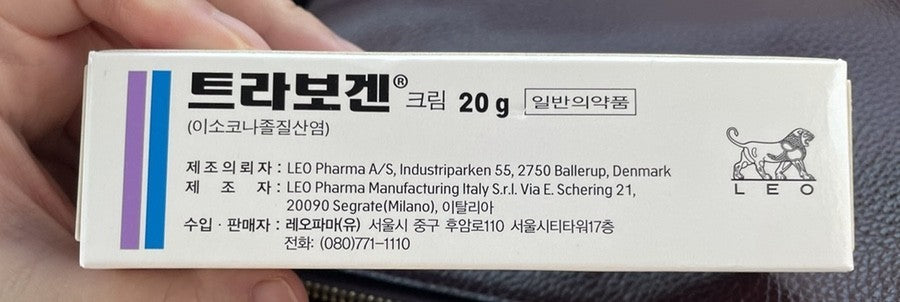 트라보겐® 크림 20 g 일반의약품
(이소코나졸질산염)
제조의뢰자 : LEO Pharma A/S, Industriparken 55, 2750 Ballerup, Denmark
제 조 자 : LEO Pharma Manufacturing Italy S.r.l. Via E. Schering 21,
20090 Segrate(Milano), 이탈리아
수입 · 판매자 : 레오파마(유) 서울시 중구 후암로110 서울시티타워17층
전화: (080)771-1110
LEO